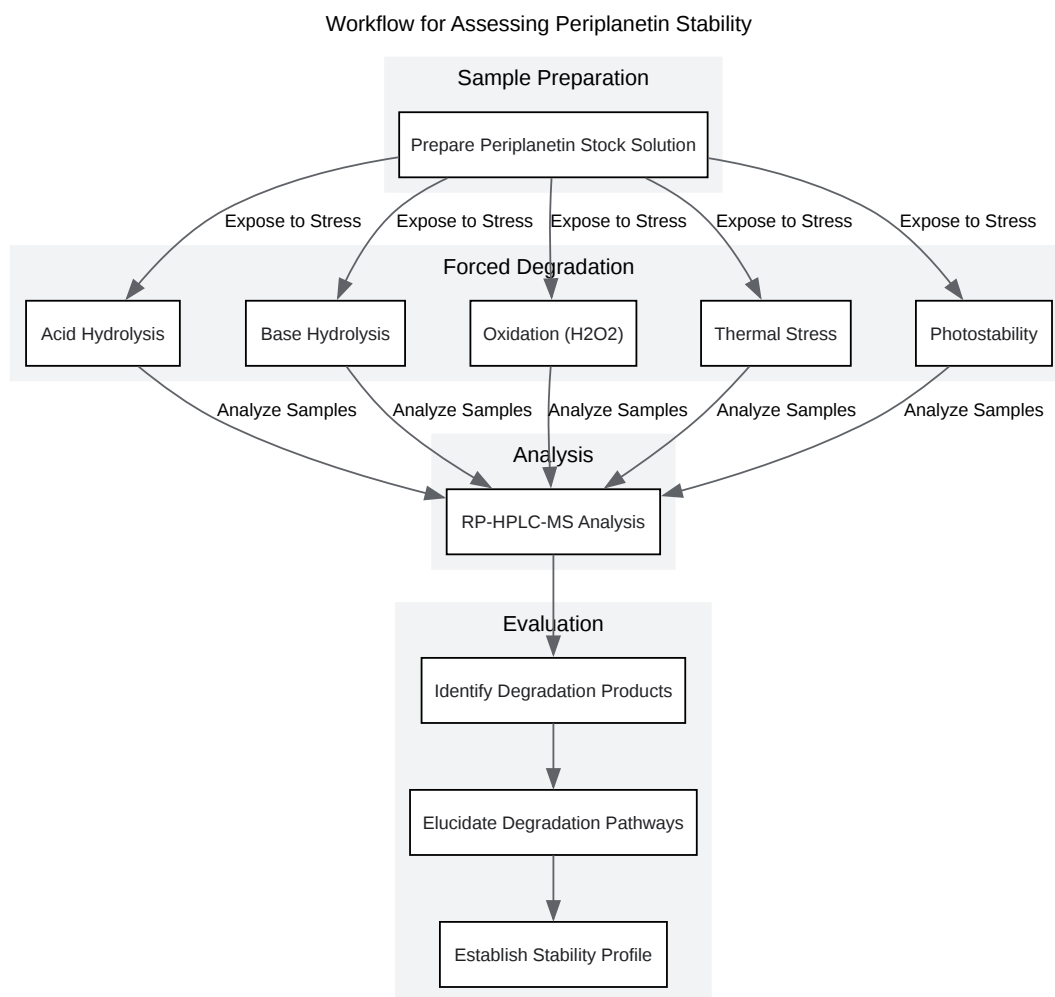 Workflow for Assessing Periplanetin Stability
Sample Preparation
Prepare Periplanetin Stock Solution
Expose to Stress
Expose to Stress
Expose to Stress
Expose to Stress
Expose to Stress
Forced Degradation
Acid Hydrolysis
Base Hydrolysis
Oxidation (H2O2)
Thermal Stress
Photostability
Analyze Samples
Analyze Samples
Analyze Samples
Analyze Samples
Analyze Samples
Analysis
RP-HPLC-MS Analysis
Evaluation
Identify Degradation Products
Elucidate Degradation Pathways
Establish Stability Profile